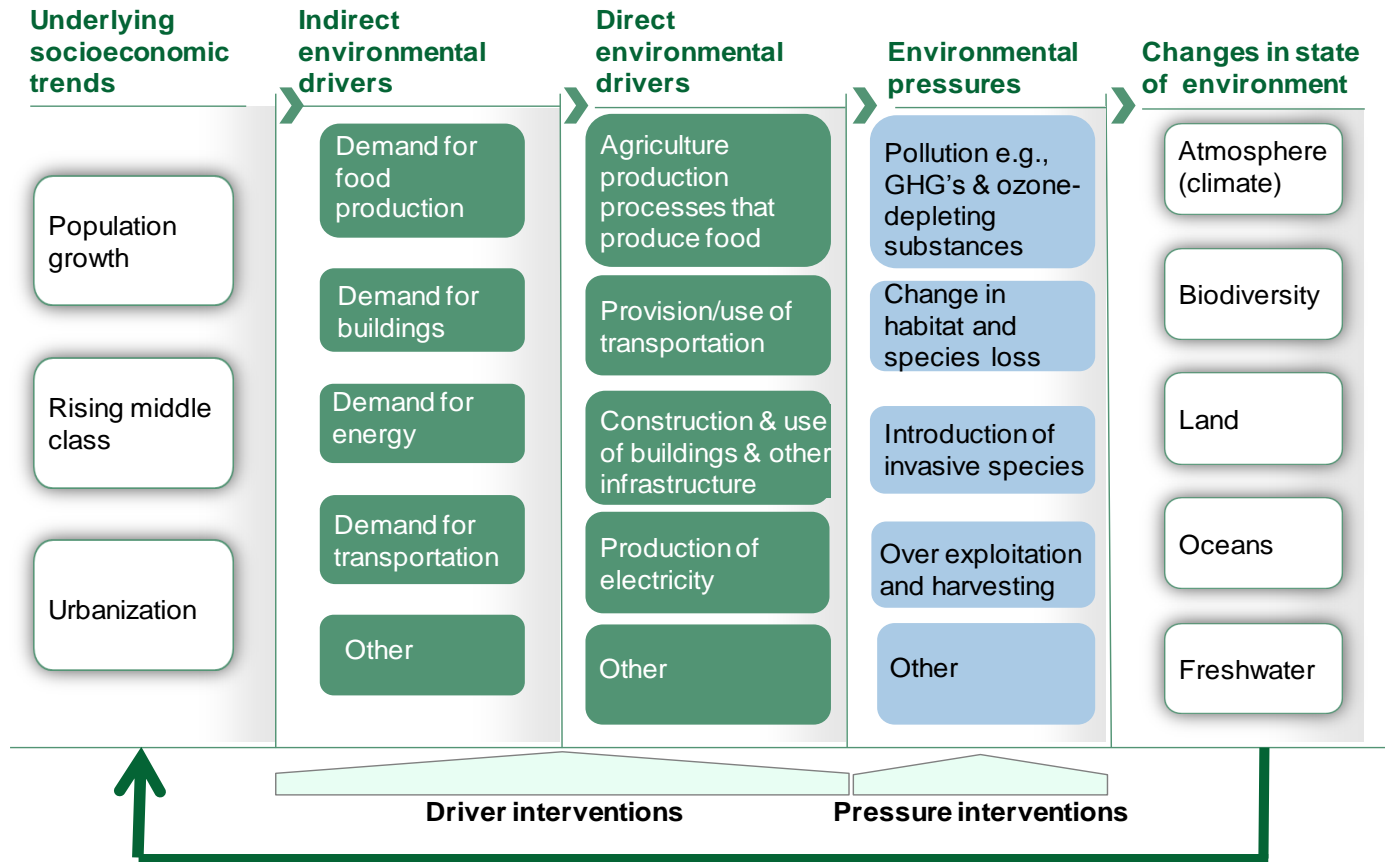 Underlying
socioeconomic
trends
Indirect
environmental
drivers
Direct
environmental
drivers
Environmental
pressures
Changes in state
of environment
Population
growth
Rising middle
class
Urbanization
Demand for
food
production
Demand for
buildings
Demand for
energy
Demand for
transportation
Other
Agriculture
production
processes that
produce food
Provision/use of
transportation
Construction & use
of buildings & other
infrastructure
Production of
electricity
Other
Pollution e.g.,
GHG's & ozone-
depleting
substances
Change in
habitat and
species loss
Introduction of
invasive species
Over exploitation
and harvesting
Other
Atmosphere
(climate)
Biodiversity
Land
Oceans
Freshwater
Driver interventions
Pressure interventions